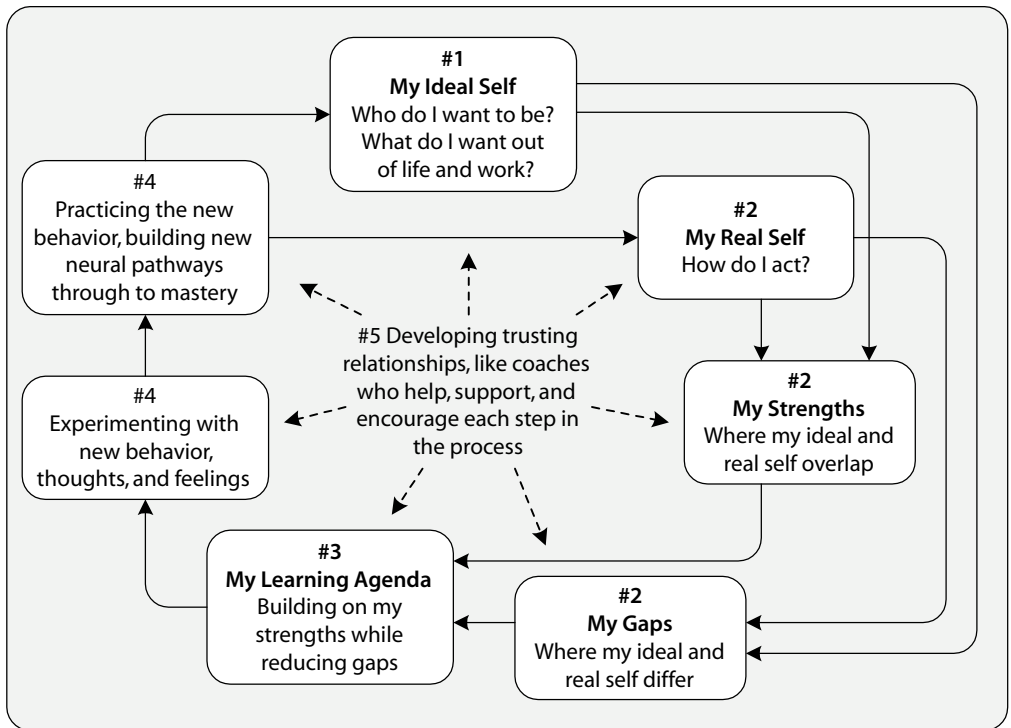 #1
My Ideal Self
Who do I want to be?
What do I want out
of life and work?
#2
My Real Self
How do I act?
#2
My Strengths
Where my ideal and
real self overlap
#2
My Gaps
Where my ideal and
real self differ
#3
My Learning Agenda
Building on my
strengths while
reducing gaps
#4
Experimenting with
new behavior,
thoughts, and feelings
#4
Practicing the new
behavior, building new
neural pathways
through to mastery
#5 Developing trusting
relationships, like coaches
who help, support, and
encourage each step in
the process